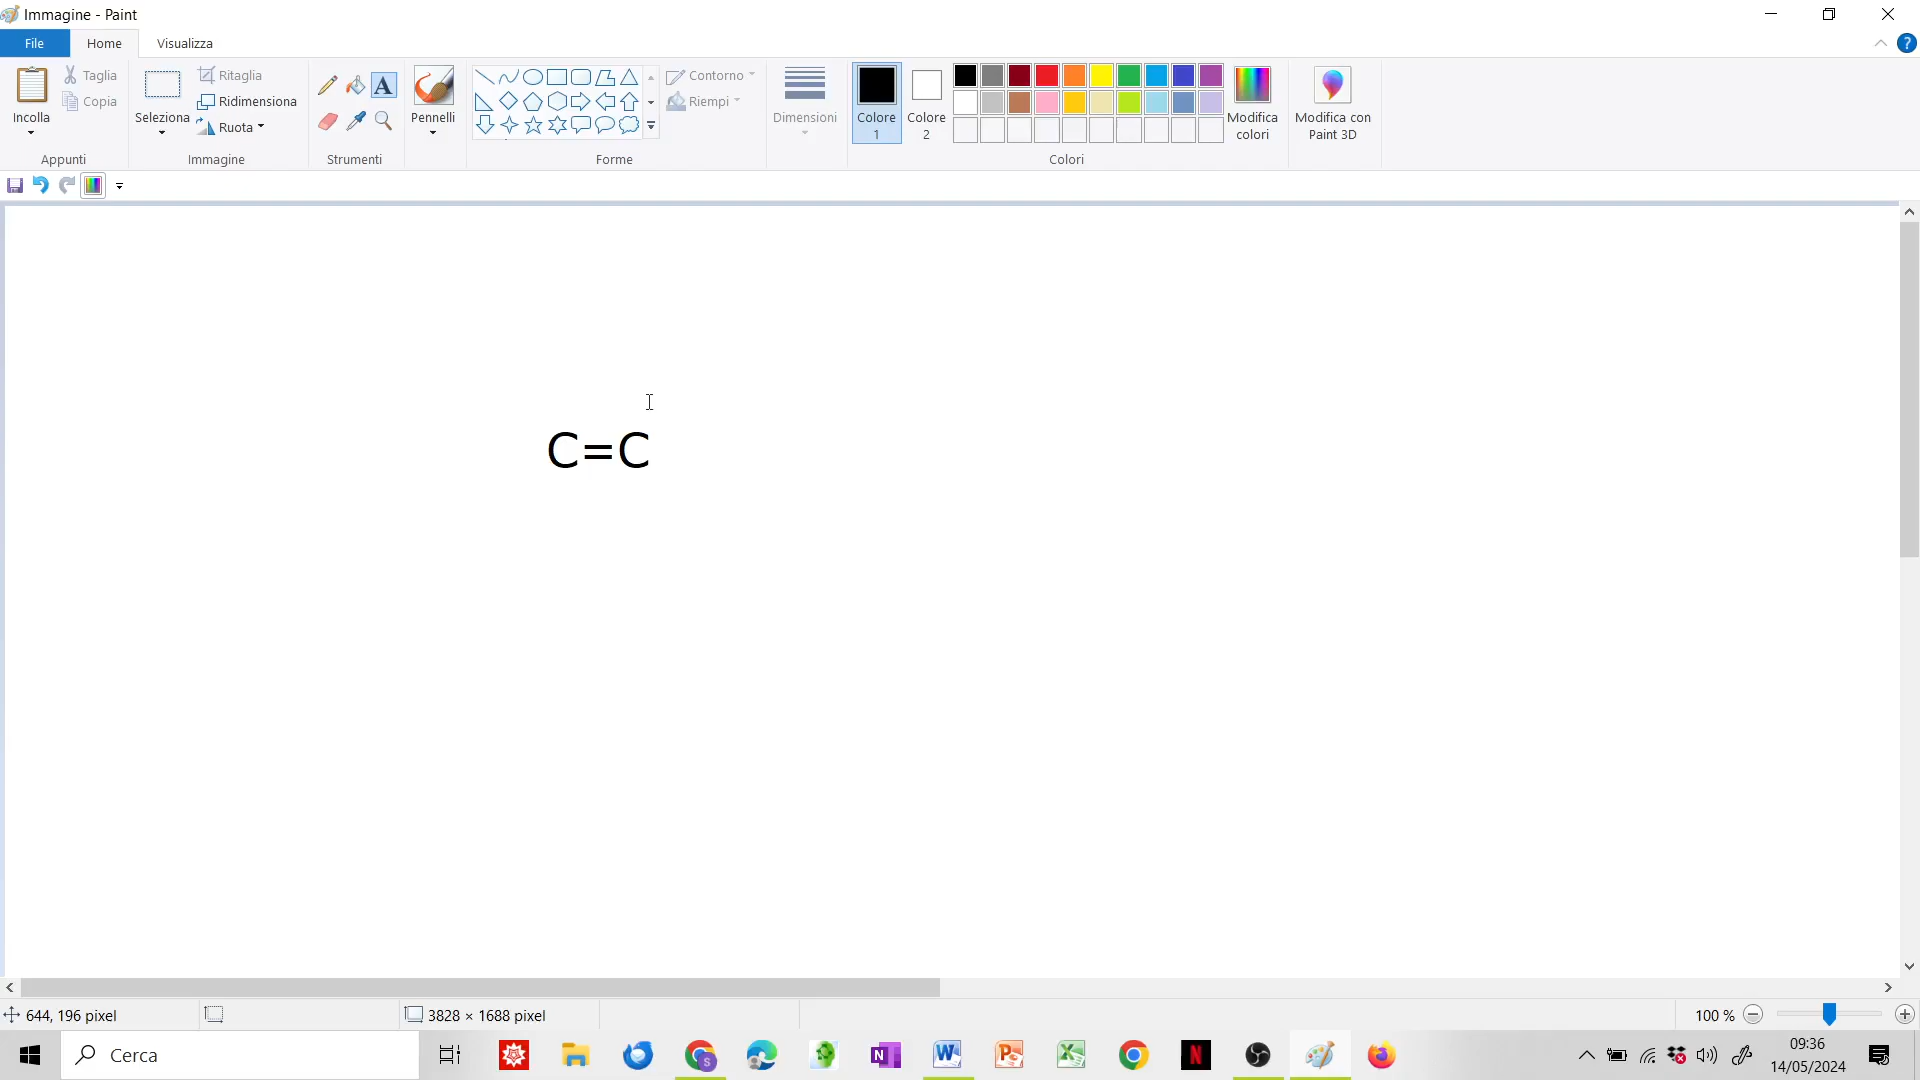 Immagine - Paint
File Home Visualizza ?
Incolla
Taglia
Copia
Appunti
Seleziona
Ritaglia
Ridimensiona
Ruota
Immagine
A
Strumenti
Pennelli
Contorno
Riempi
Forme
Dimensioni
Colore
1
Colore
2
Modifica
colori
Colori
Modifica con
Paint 3D
C=C
644, 196 pixel 3828 × 1688 pixel 100 %
Cerca
S
N
W
P
X
N
09:36
14/05/2024